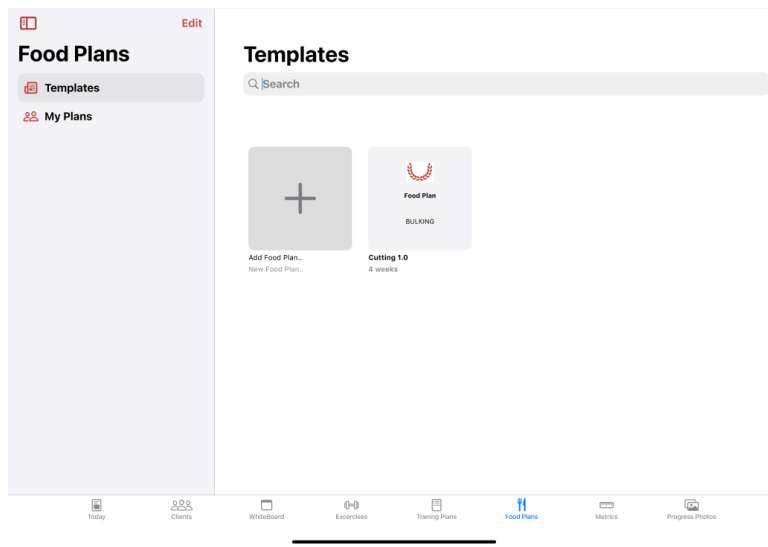 Edit
Food Plans
Templates
My Plans
Templates
Search
Food Plan
BULKING
Add Food Plan..
New Food Plan..
Cutting 1.0
4 weeks
Today
Clients
WhiteBoard
Excercises
Traning Plans
Food Plans
Metrics
Progress Photos